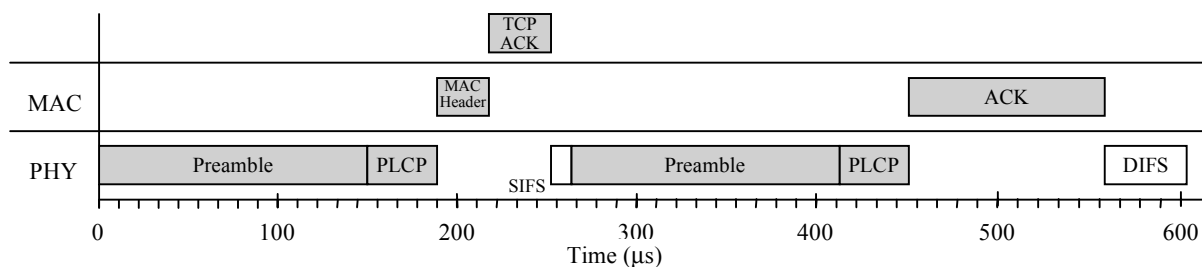 TCP
ACK
MAC
MAC
Header
ACK
PHY
Preamble
PLCP
SIFS
Preamble
PLCP
DIFS
0 100 200 300 400 500 600
Time (μs)